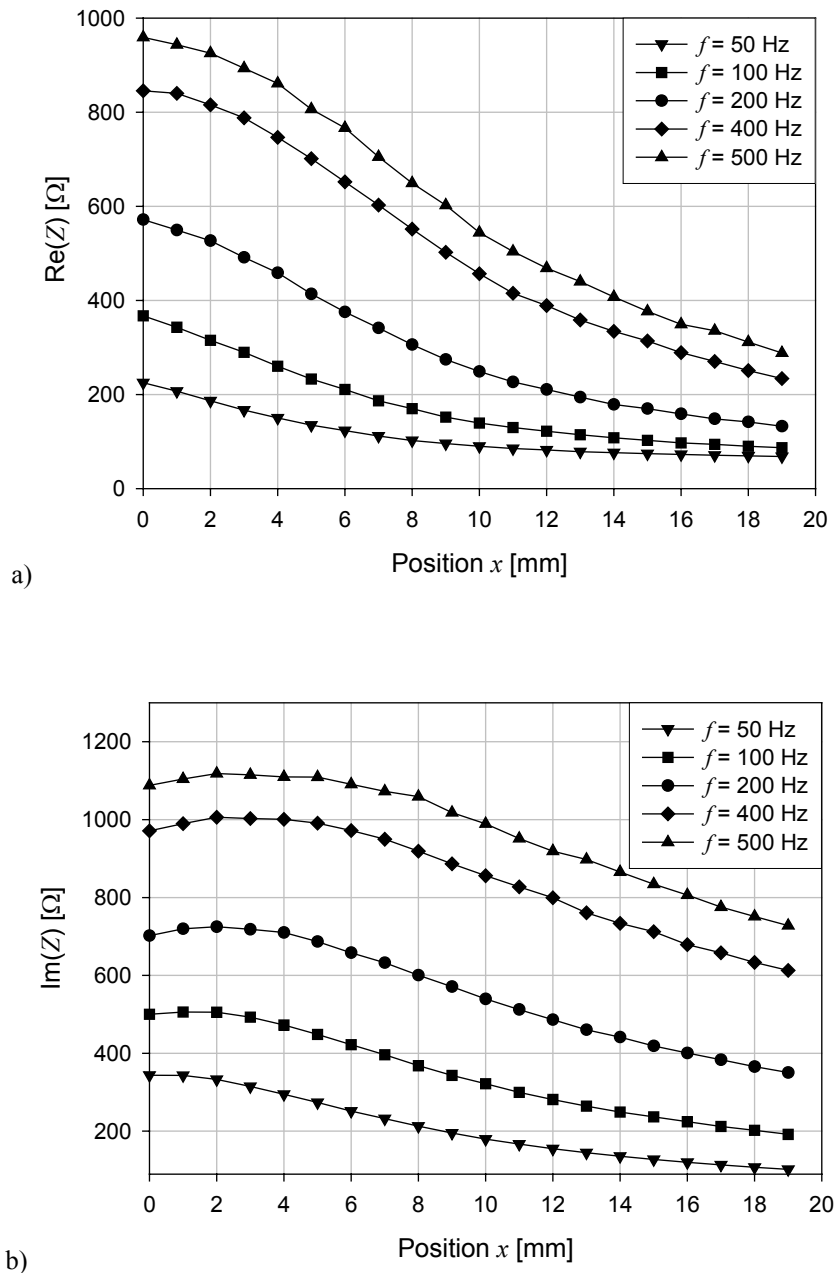 1000
800
600
400
200
0
Re(Z) [Ω]
f = 50 Hz
f = 100 Hz
f = 200 Hz
f = 400 Hz
f = 500 Hz
0 2 4 6 8 10 12 14 16 18 20
Position x [mm]
a)
1200
1000
800
600
400
200
Im(Z) [Ω]
f = 50 Hz
f = 100 Hz
f = 200 Hz
f = 400 Hz
f = 500 Hz
0 2 4 6 8 10 12 14 16 18 20
Position x [mm]
b)